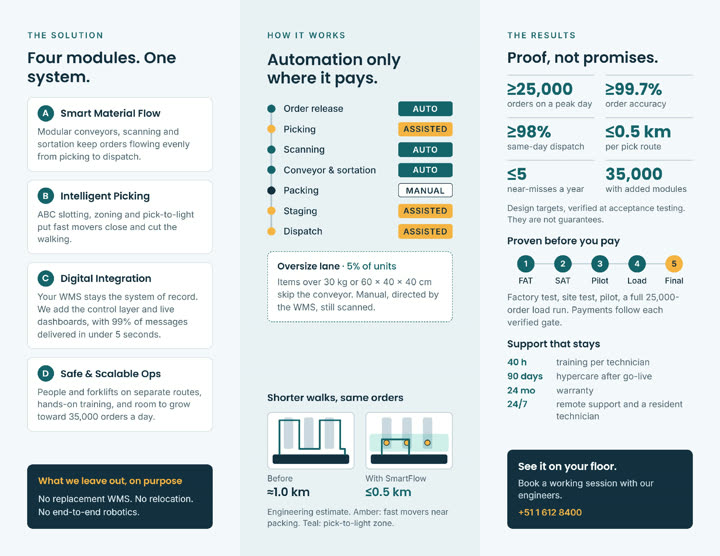 THE SOLUTION
Four modules. One
system.
A Smart Material Flow
Modular conveyors, scanning and
sortation keep orders flowing evenly
from picking to dispatch.
B Intelligent Picking
ABC slotting, zoning and pick-to-light
put fast movers close and cut the
walking.
C Digital Integration
Your WMS stays the system of record.
We add the control layer and live
dashboards, with 99% of messages
delivered in under 5 seconds.
D Safe & Scalable Ops
People and forklifts on separate routes,
hands-on training, and room to grow
toward 35,000 orders a day.
What we leave out, on purpose
No replacement WMS. No relocation.
No end-to-end robotics.
HOW IT WORKS
Automation only
where it pays.
Order release AUTO
Picking ASSISTED
Scanning AUTO
Conveyor & sortation AUTO
Packing MANUAL
Staging ASSISTED
Dispatch ASSISTED
Oversize lane · 5% of units
Items over 30 kg or 60 × 40 × 40 cm
skip the conveyor. Manual, directed by
the WMS, still scanned.
Shorter walks, same orders
Before
≈1.0 km
With SmartFlow
≤0.5 km
Engineering estimate. Amber: fast movers near
packing. Teal: pick-to-light zone.
THE RESULTS
Proof, not promises.
≥25,000
orders on a peak day
≥99.7%
order accuracy
≥98%
same-day dispatch
≤0.5 km
per pick route
≤5
near-misses a year
35,000
with added modules
Design targets, verified at acceptance testing.
They are not guarantees.
Proven before you pay
1 2 3 4 5
FAT SAT Pilot Load Final
Factory test, site test, pilot, a full 25,000-
order load run. Payments follow each
verified gate.
Support that stays
40 h training per technician
90 days hypercare after go-live
24 mo warranty
24/7 remote support and a resident
technician
See it on your floor.
Book a working session with our
engineers.
+51 1 612 8400